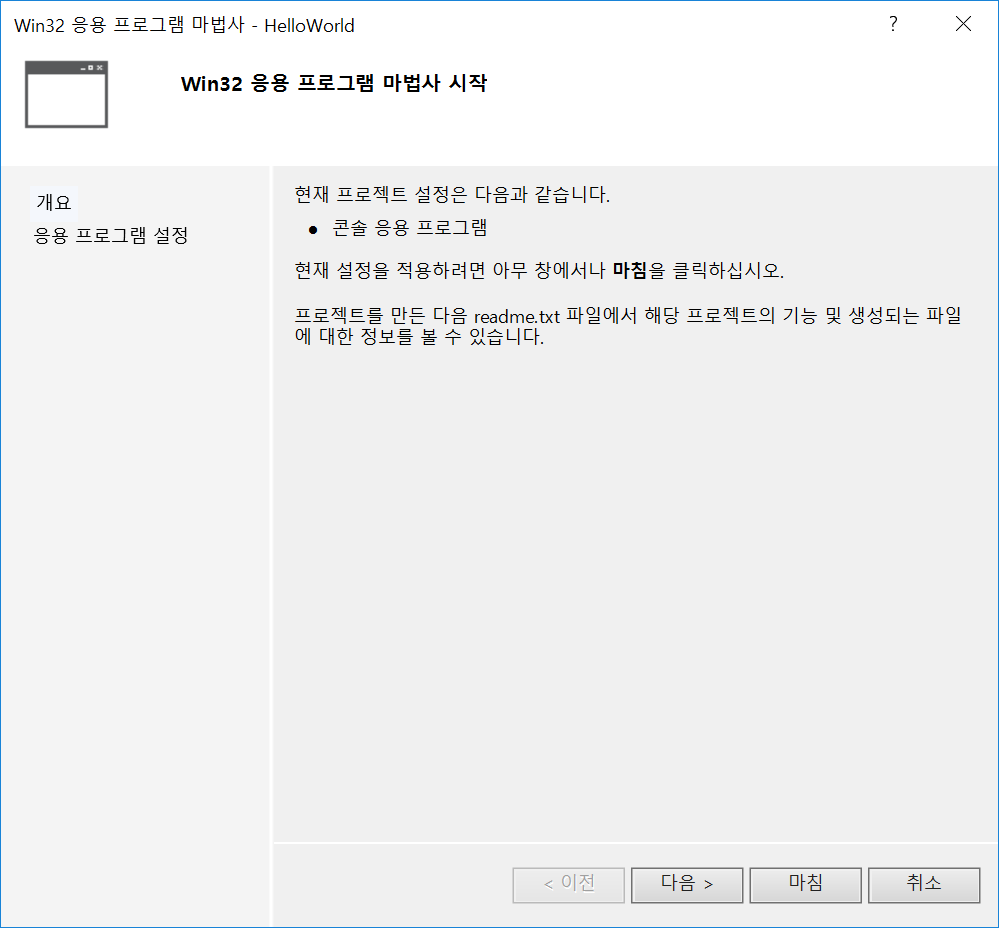 Win32 응용 프로그램 마법사 - HelloWorld
?
Win32 응용 프로그램 마법사 시작
개요
응용 프로그램 설정
현재 프로젝트 설정은 다음과 같습니다.
● 콘솔 응용 프로그램
현재 설정을 적용하려면 아무 창에서나 마침을 클릭하십시오.
프로젝트를 만든 다음 readme.txt 파일에서 해당 프로젝트의 기능 및 생성되는 파일
에 대한 정보를 볼 수 있습니다.
< 이전 다음 > 마침 취소